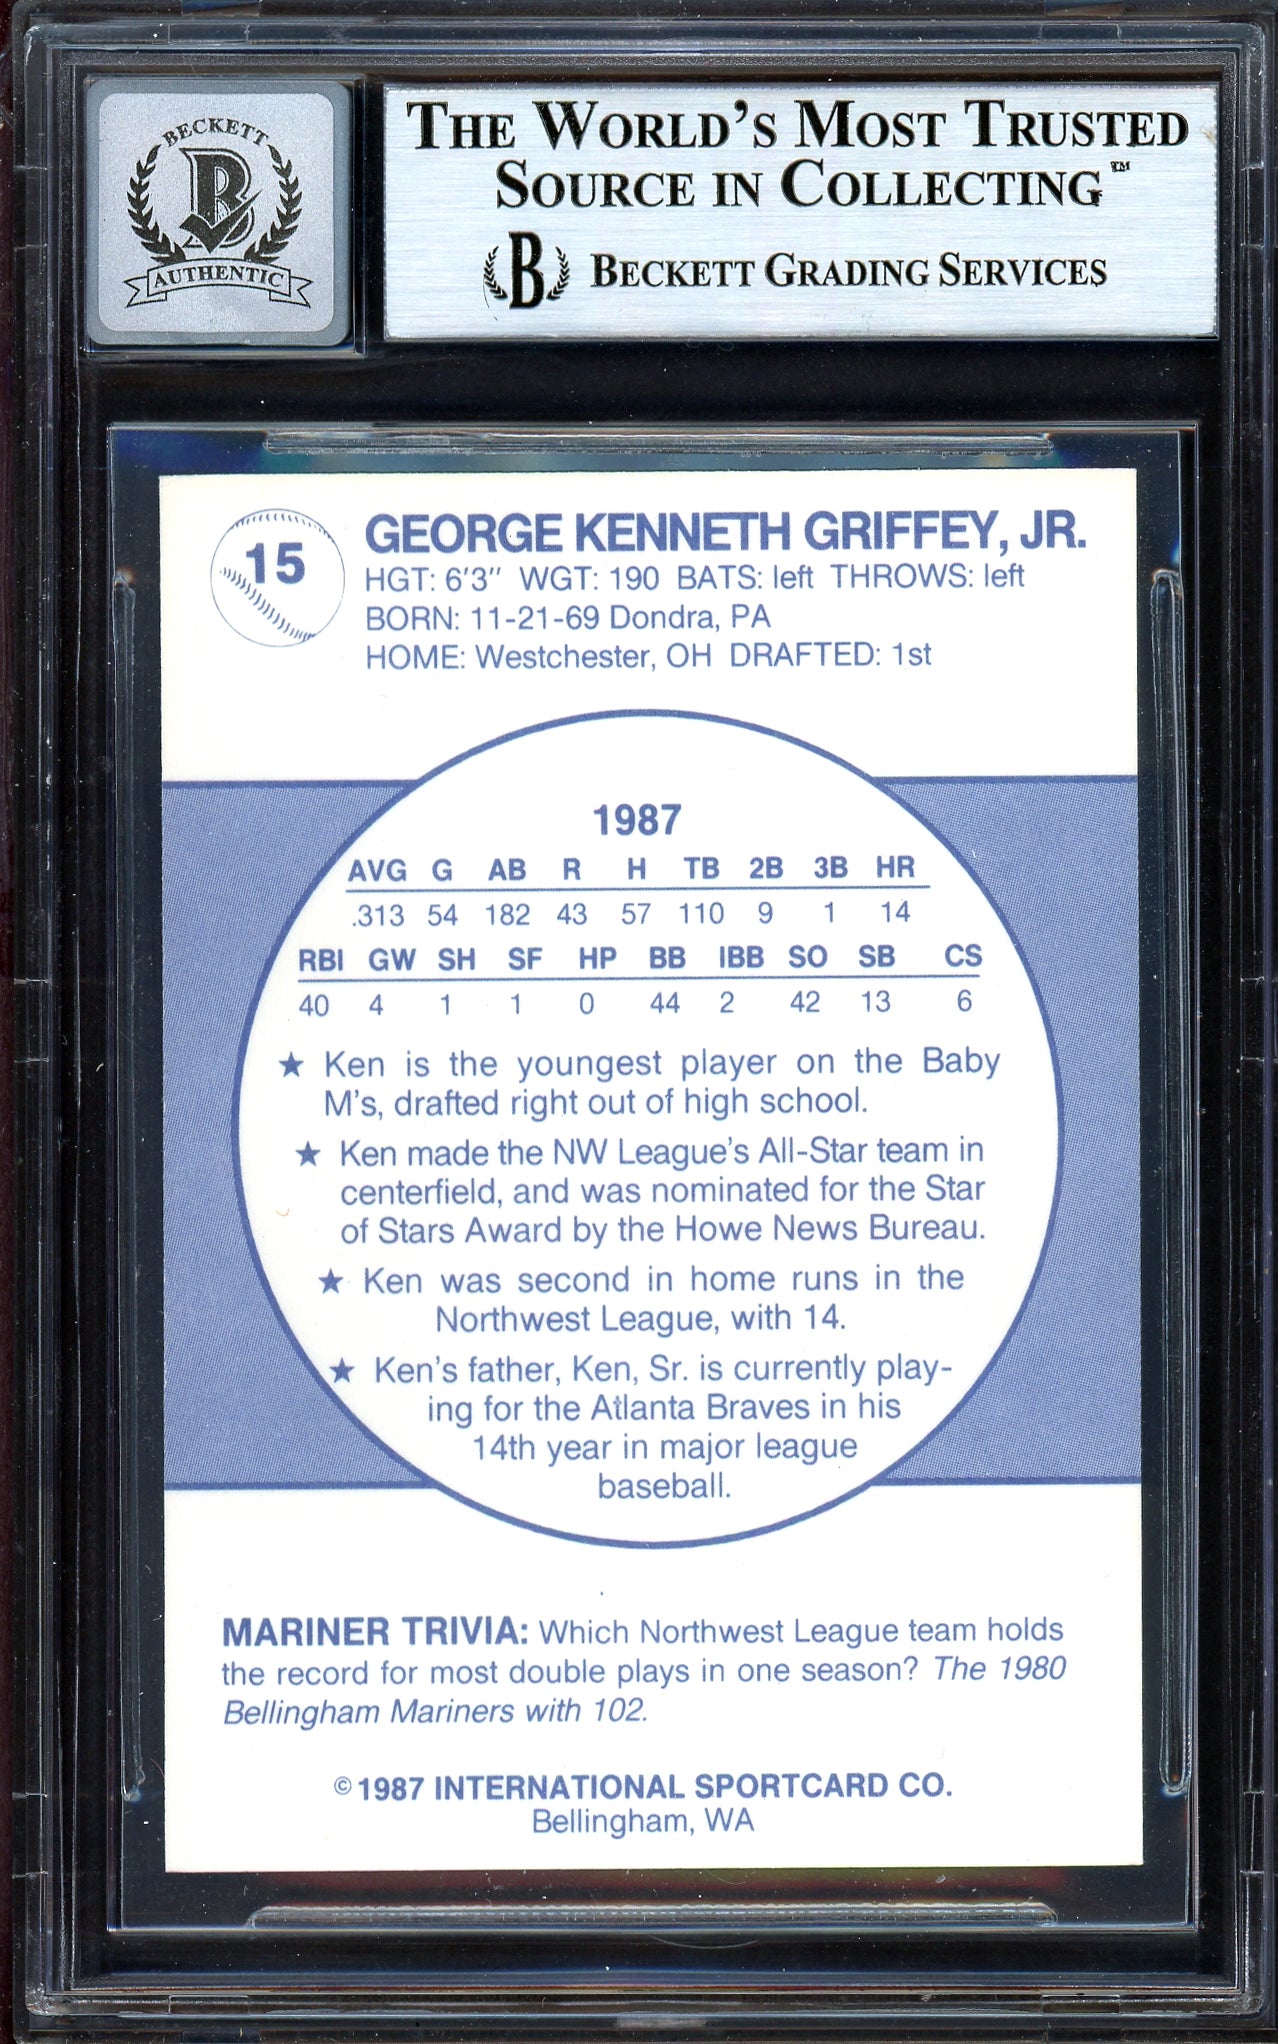 BECKETT
B
AUTHENTIC
THE WORLD'S MOST TRUSTED
SOURCE IN COLLECTING™
B BECKETT GRADING SERVICES
15
GEORGE KENNETH GRIFFEY, JR.
HGT: 6'3" WGT: 190 BATS: left THROWS: left
BORN: 11-21-69 Dondra, PA
HOME: Westchester, OH DRAFTED: 1st
1987
AVG G AB R H TB 2B 3B HR
.313 54 182 43 57 110 9 1 14
RBI GW SH SF HP BB IBB SO SB CS
40 4 1 1 0 44 2 42 13 6
★ Ken is the youngest player on the Baby
M's, drafted right out of high school.
★ Ken made the NW League's All-Star team in
centerfield, and was nominated for the Star
of Stars Award by the Howe News Bureau.
★ Ken was second in home runs in the
Northwest League, with 14.
★ Ken's father, Ken, Sr. is currently play-
ing for the Atlanta Braves in his
14th year in major league
baseball.
MARINER TRIVIA: Which Northwest League team holds
the record for most double plays in one season? The 1980
Bellingham Mariners with 102.
© 1987 INTERNATIONAL SPORTCARD CO.
Bellingham, WA